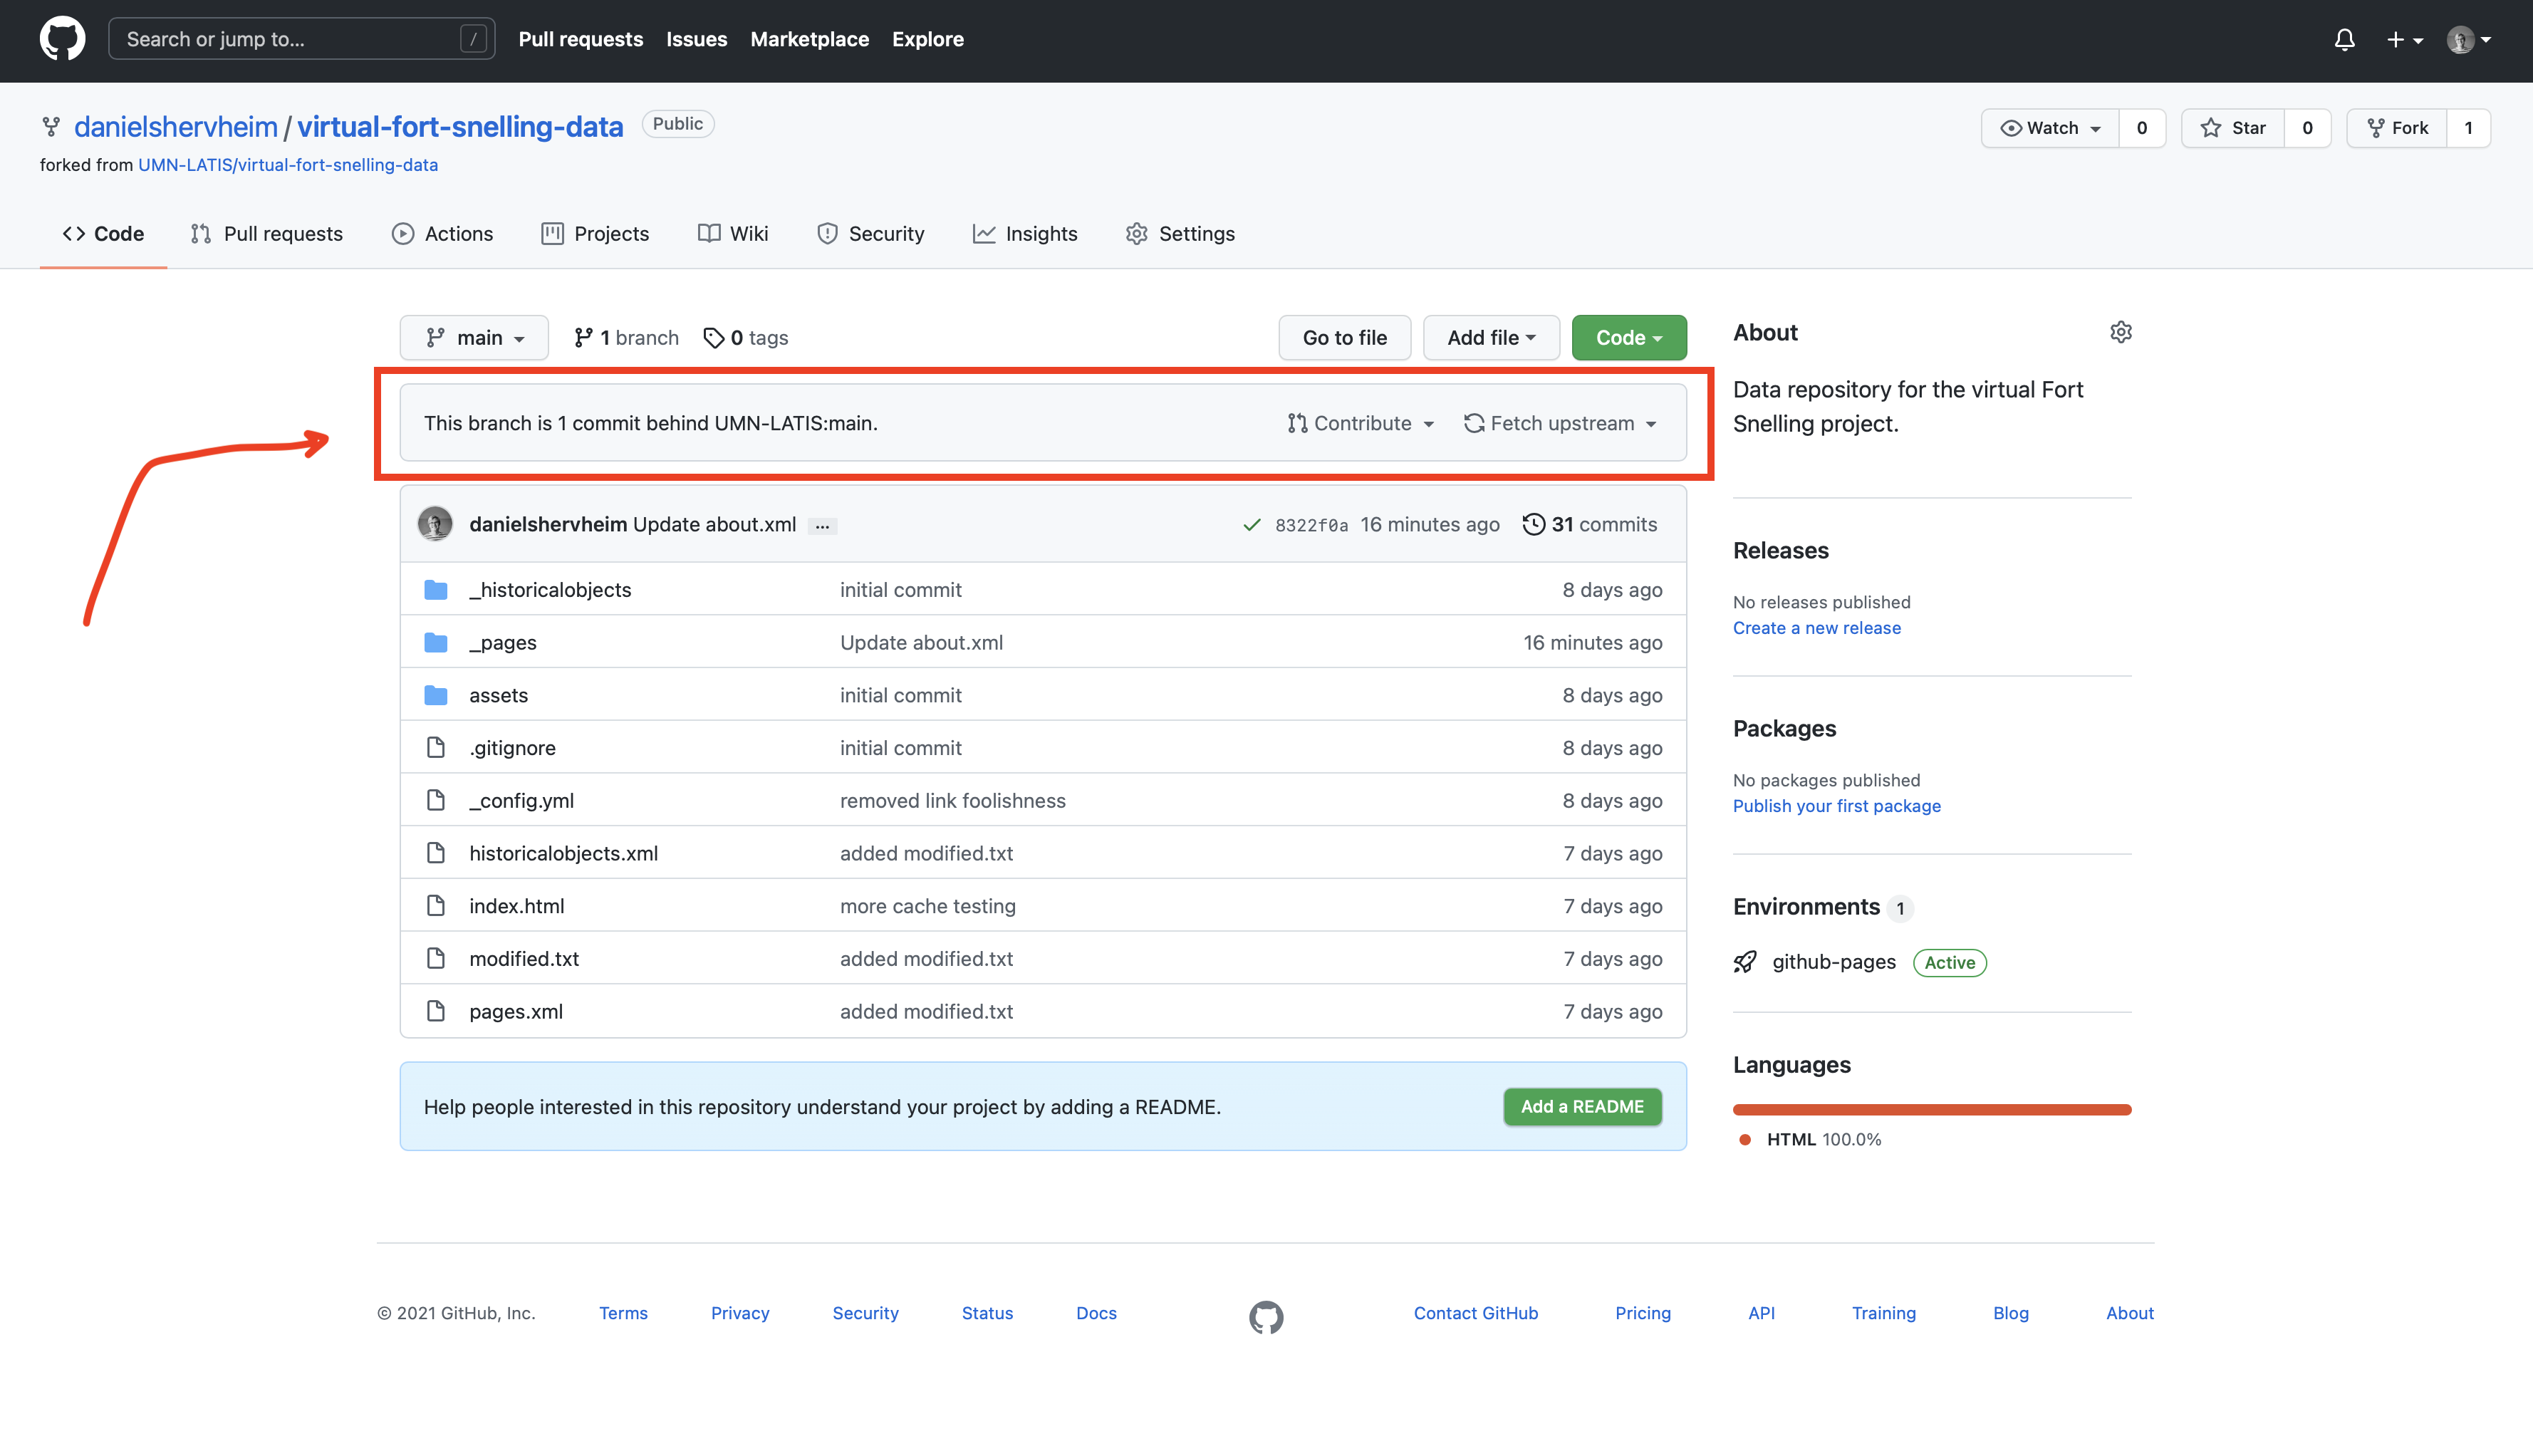 Search or jump to... /
Pull requests Issues Marketplace Explore
danielshervheim / virtual-fort-snelling-data Public
Watch 0 Star 0 Fork 1
forked from UMN-LATIS/virtual-fort-snelling-data
Code Pull requests Actions Projects Wiki Security Insights Settings
main 1 branch 0 tags Go to file Add file Code
This branch is 1 commit behind UMN-LATIS:main. Contribute Fetch upstream
danielshervheim Update about.xml ... 8322f0a 16 minutes ago 31 commits
_historicalobjects initial commit 8 days ago
_pages Update about.xml 16 minutes ago
assets initial commit 8 days ago
.gitignore initial commit 8 days ago
_config.yml removed link foolishness 8 days ago
historicalobjects.xml added modified.txt 7 days ago
index.html more cache testing 7 days ago
modified.txt added modified.txt 7 days ago
pages.xml added modified.txt 7 days ago
Help people interested in this repository understand your project by adding a README. Add a README
About
Data repository for the virtual Fort
Snelling project.
Releases
No releases published
Create a new release
Packages
No packages published
Publish your first package
Environments 1
github-pages Active
Languages
HTML 100.0%
© 2021 GitHub, Inc. Terms Privacy Security Status Docs Contact GitHub Pricing API Training Blog About